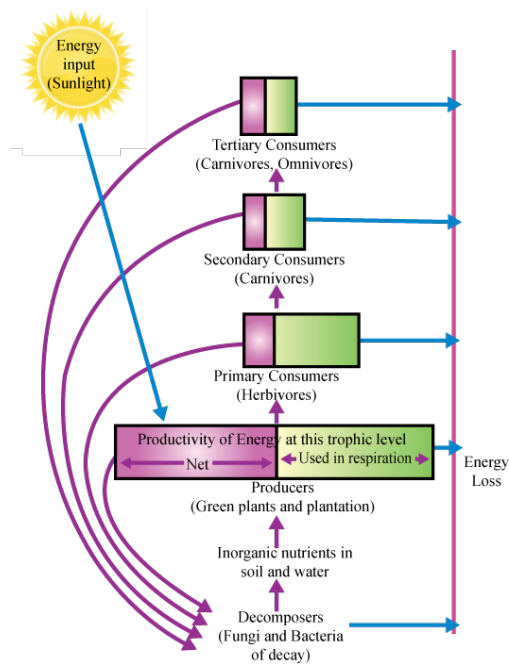 Energy
input
(Sunlight)
Tertiary Consumers
(Carnivores, Omnivores)
Secondary Consumers
(Carnivores)
Primary Consumers
(Herbivores)
Productivity of Energy at this trophic level
Net
Used in respiration
Producers
(Green plants and plantation)
Energy
Loss
Inorganic nutrients in
soil and water
Decomposers
(Fungi and Bacteria
of decay)